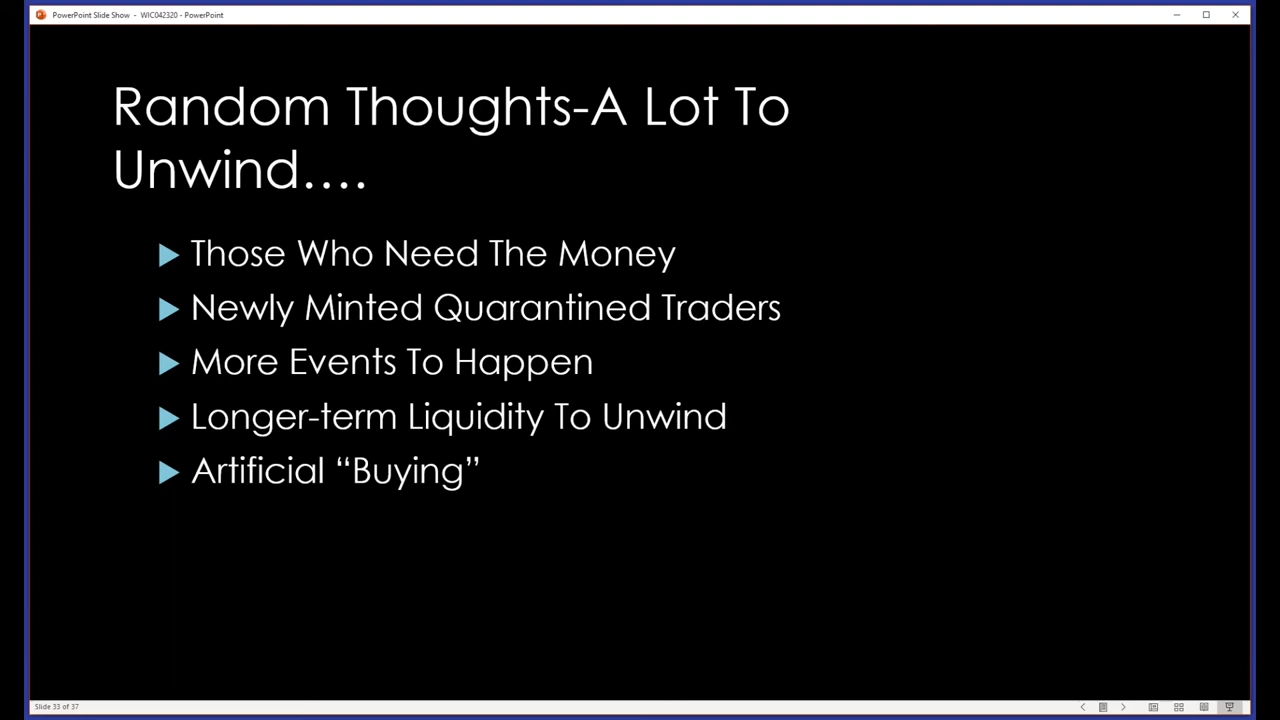 PowerPoint Slide Show - WIC042320 - PowerPoint
Random Thoughts-A Lot To
Unwind....
Those Who Need The Money
Newly Minted Quarantined Traders
More Events To Happen
Longer-term Liquidity To Unwind
Artificial “Buying”
Slide 33 of 37